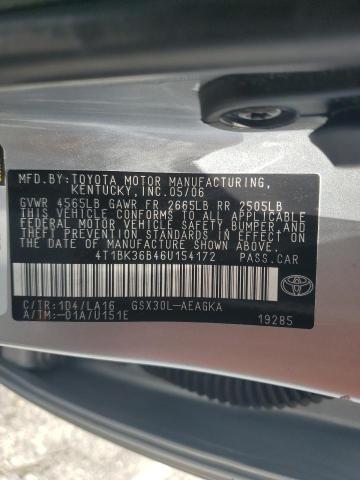 MFD.BY:TOYOTA MOTOR MANUFACTURING,
KENTUCKY,INC.05/06
GVWR 4565LB GAWR FR 2665LB RR 2505LB
THIS VEHICLE CONFORMS TO ALL APPLICABLE
FEDERAL MOTOR VEHICLE SAFETY,BUMPER,AND
THEFT PREVENTION STANDARDS IN EFFECT ON
THE DATE OF MANUFACTURE SHOWN ABOVE.
4T1BK36B46U154172 PASS.CAR
C/TR:1D4/LA16 GSX30L-AEAGKA
A/TM:-01A/U151E 19285
TOYOTA